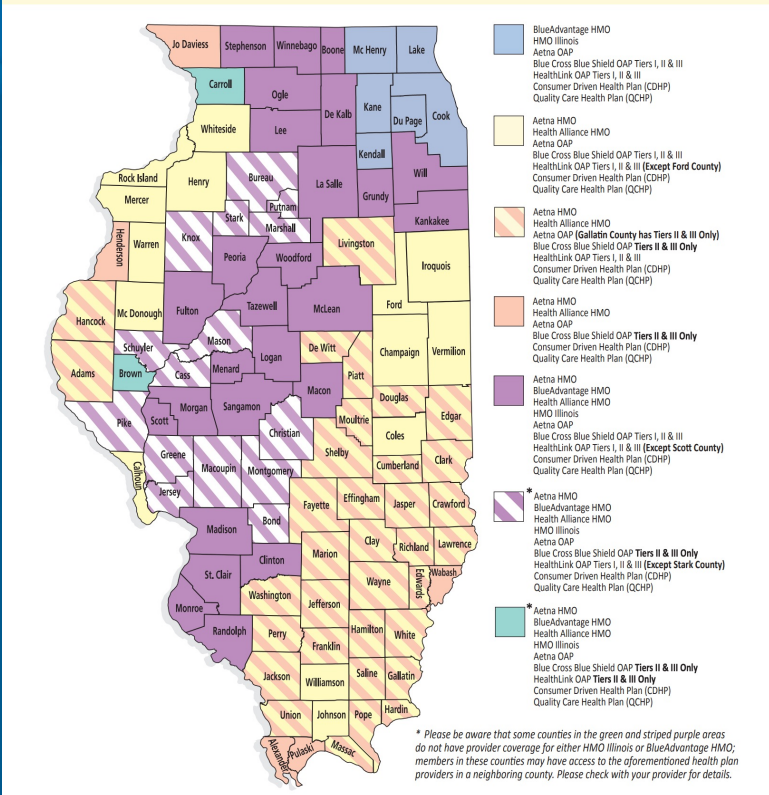 Jo Daviess
Stephenson
Winnebago
Boone
Mc Henry
Lake
Carroll
Ogle
De Kalb
Kane
Du Page
Cook
Whiteside
Lee
Kendall
Rock Island
Henry
Bureau
La Salle
Will
Mercer
Putnam
Grundy
Stark
Marshall
Kankakee
Henderson
Warren
Knox
Livingston
Peoria
Woodford
Iroquois
Hancock
Mc Donough
Fulton
Tazewell
McLean
Ford
Schuyler
Mason
De Witt
Champaign
Vermilion
Adams
Brown
Cass
Menard
Logan
Piatt
Macon
Douglas
Edgar
Pike
Scott
Morgan
Sangamon
Moultrie
Coles
Christian
Calhoun
Greene
Macoupin
Montgomery
Shelby
Cumberland
Clark
Jersey
Fayette
Effingham
Jasper
Crawford
Bond
Madison
Clay
Richland
Lawrence
Marion
Clinton
St. Clair
Washington
Wayne
Edwards
Wabash
Jefferson
Monroe
Randolph
Perry
Hamilton
White
Franklin
Jackson
Williamson
Saline
Gallatin
Union
Johnson
Pope
Hardin
Alexander
Pulaski
Massac
BlueAdvantage HMO
HMO Illinois
Aetna OAP
Blue Cross Blue Shield OAP Tiers I, II & III
HealthLink OAP Tiers I, II & III
Consumer Driven Health Plan (CDHP)
Quality Care Health Plan (QCHP)
Aetna HMO
Health Alliance HMO
Aetna OAP
Blue Cross Blue Shield OAP Tiers I, II & III
HealthLink OAP Tiers I, II & III (Except Ford County)
Consumer Driven Health Plan (CDHP)
Quality Care Health Plan (QCHP)
Aetna HMO
Health Alliance HMO
Aetna OAP (Gallatin County has Tiers II & III Only)
Blue Cross Blue Shield OAP Tiers II & III Only
HealthLink OAP Tiers I, II & III
Consumer Driven Health Plan (CDHP)
Quality Care Health Plan (QCHP)
Aetna HMO
Health Alliance HMO
Aetna OAP
Blue Cross Blue Shield OAP Tiers II & III Only
Consumer Driven Health Plan (CDHP)
Quality Care Health Plan (QCHP)
Aetna HMO
BlueAdvantage HMO
Health Alliance HMO
HMO Illinois
Aetna OAP
Blue Cross Blue Shield OAP Tiers I, II & III
HealthLink OAP Tiers I, II & III (Except Scott County)
Consumer Driven Health Plan (CDHP)
Quality Care Health Plan (QCHP)
* Aetna HMO
BlueAdvantage HMO
Health Alliance HMO
HMO Illinois
Aetna OAP
Blue Cross Blue Shield OAP Tiers II & III Only
HealthLink OAP Tiers I, II & III (Except Stark County)
Consumer Driven Health Plan (CDHP)
Quality Care Health Plan (QCHP)
* Aetna HMO
BlueAdvantage HMO
Health Alliance HMO
HMO Illinois
Aetna OAP
Blue Cross Blue Shield OAP Tiers II & III Only
HealthLink OAP Tiers II & III Only
Consumer Driven Health Plan (CDHP)
Quality Care Health Plan (QCHP)
* Please be aware that some counties in the green and striped purple areas
do not have provider coverage for either HMO Illinois or BlueAdvantage HMO;
members in these counties may have access to the aforementioned health plan
providers in a neighboring county. Please check with your provider for details.